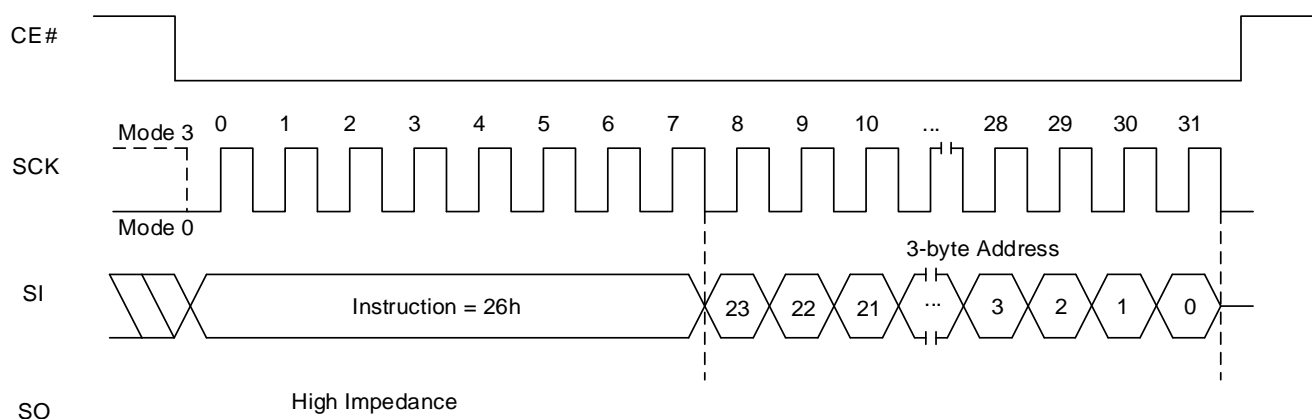 CE#
0 1 2 3 4 5 6 7 8 9 10 ... 28 29 30 31
Mode 3
SCK
Mode 0
3-byte Address
SI
Instruction = 26h
23 22 21 ... 3 2 1 0
High Impedance
SO